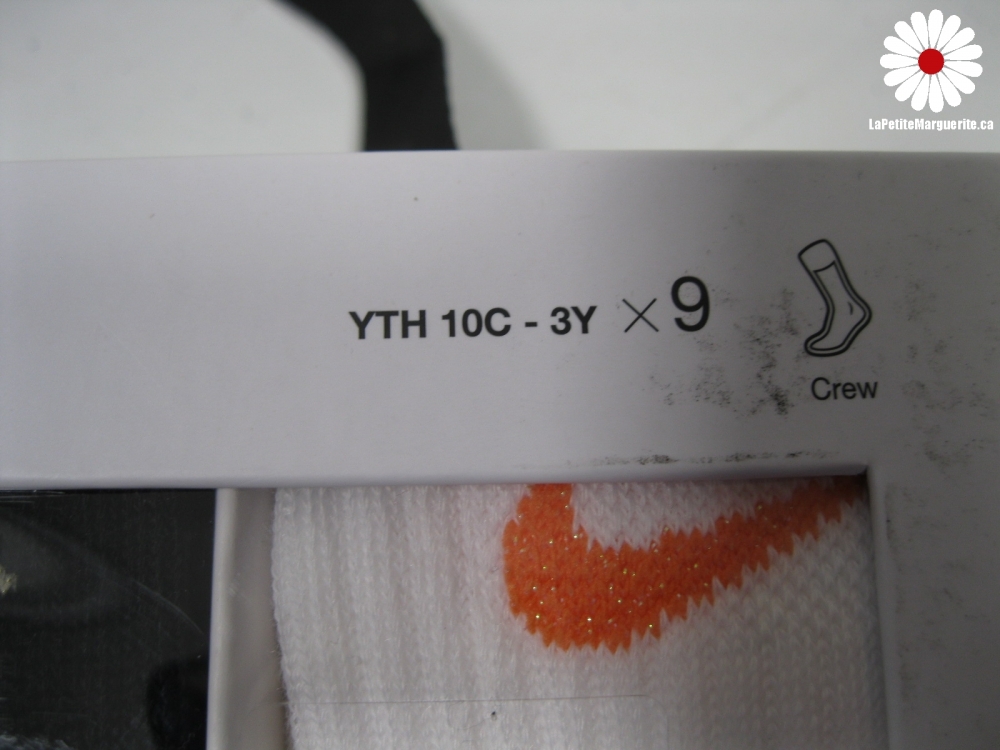 LaPetiteMarguerite.ca
YTH 10C - 3Y ×9
Crew